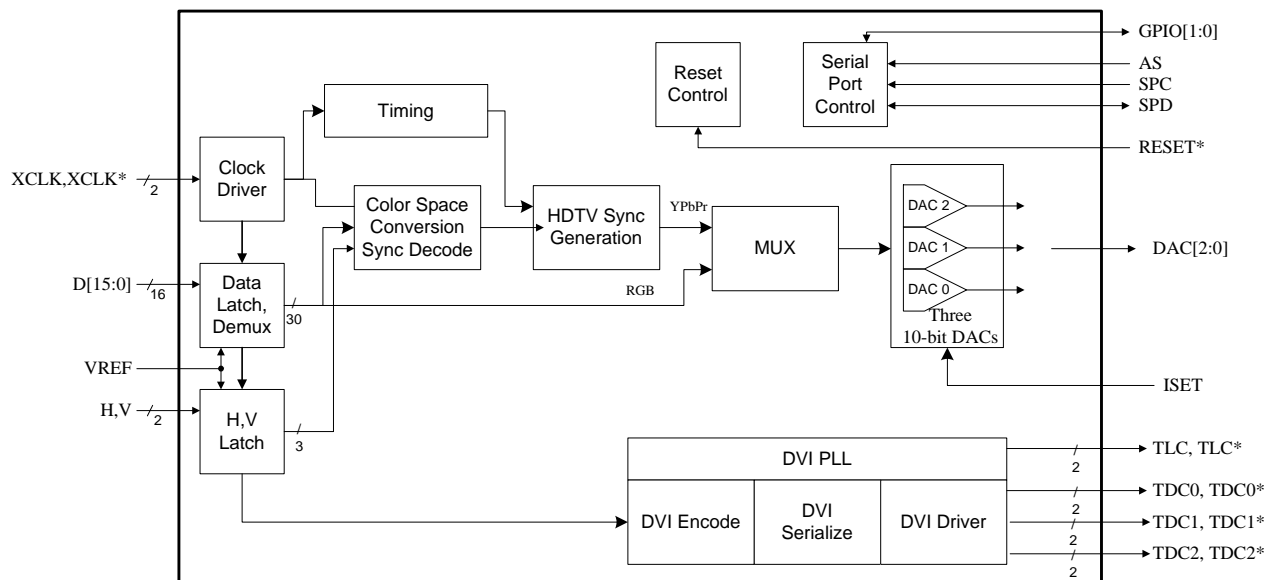 GPIO[1:0]
AS
SPC
SPD
RESET*
Reset
Control
Serial
Port
Control
Timing
XCLK,XCLK*
2
Clock
Driver
Color Space
Conversion
Sync Decode
HDTV Sync
Generation
YPbPr
RGB
MUX
DAC 2
DAC 1
DAC 0
Three
10-bit DACs
DAC[2:0]
ISET
D[15:0]
16
Data
Latch,
Demux
30
VREF
H,V
2
H,V
Latch
3
DVI PLL
DVI Encode
DVI
Serialize
DVI Driver
TLC, TLC*
2
TDC0, TDC0*
2
TDC1, TDC1*
2
TDC2, TDC2*
2